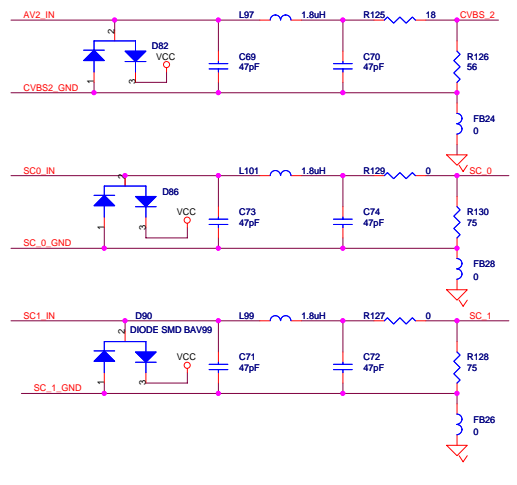 AV2_IN L97 1.8uH R125 18 CVBS_2
2 D82
VCC C69 47pF C70 47pF R126 56
1 3
CVBS2_GND
FB24 0
SC0_IN L101 1.8uH R129 0 SC_0
2 D86
VCC C73 47pF C74 47pF R130 75
1 3
SC_0_GND
FB28 0
SC1_IN D90 L99 1.8uH R127 0 SC_1
2 DIODE SMD BAV99
VCC C71 47pF C72 47pF R128 75
1 3
SC_1_GND
FB26 0